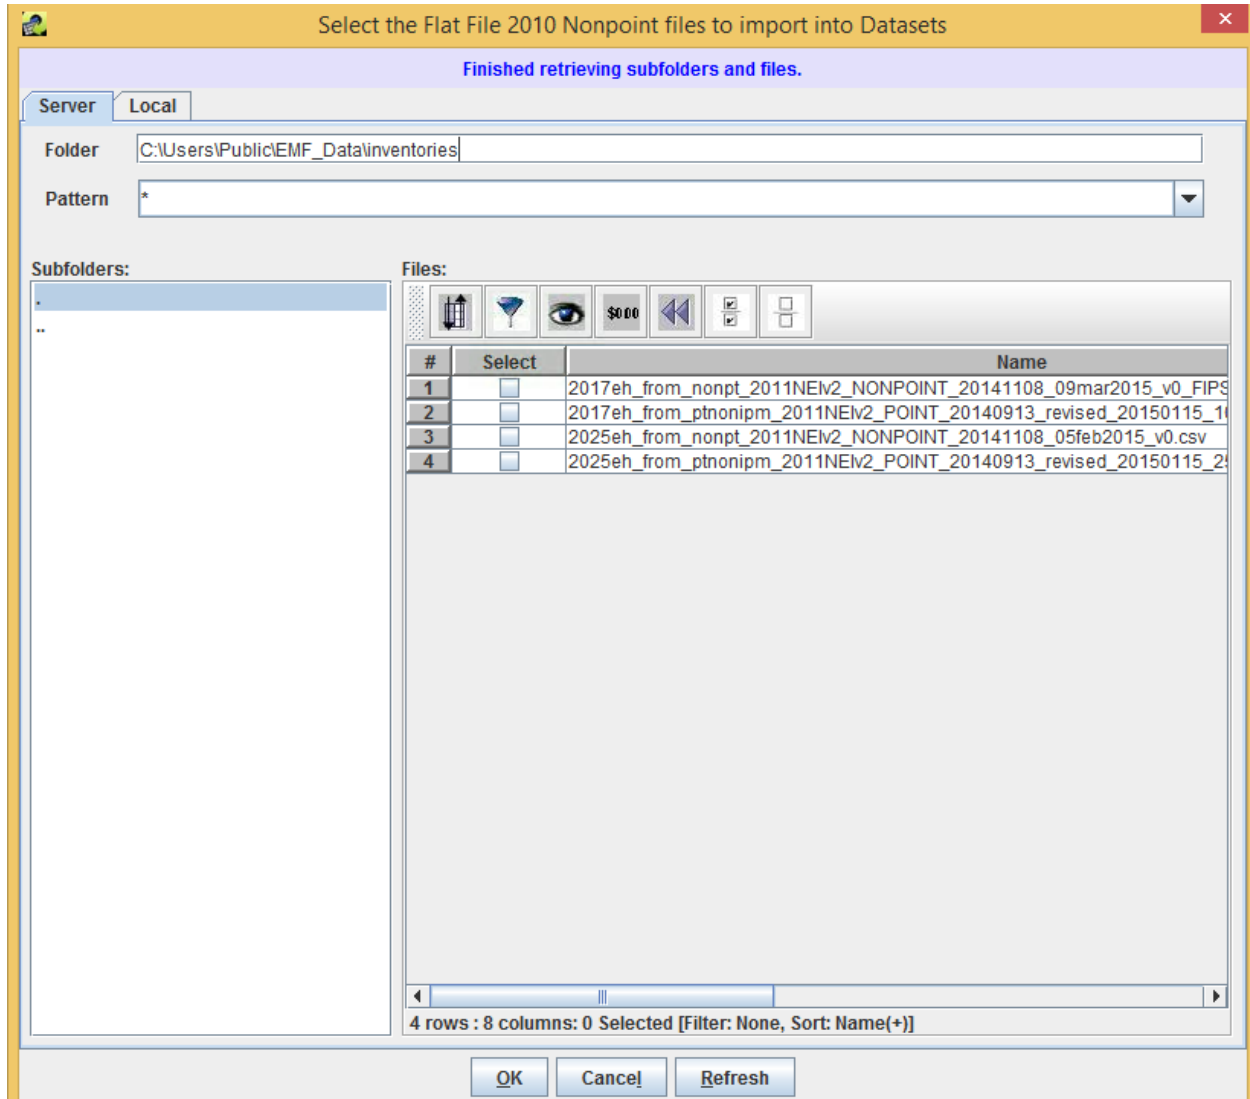 Select the Flat File 2010 Nonpoint files to import into Datasets
Finished retrieving subfolders and files.
Server Local
Folder C:\Users\Public\EMF_Data\inventories
Pattern *
Subfolders: Files:
.
..
$0.00
# Select Name
1 2017eh_from_nonpt_2011NEIv2_NONPOINT_20141108_09mar2015_v0_FIPS
2 2017eh_from_ptnonipm_2011NEIv2_POINT_20140913_revised_20150115_1
3 2025eh_from_nonpt_2011NEIv2_NONPOINT_20141108_05feb2015_v0.csv
4 2025eh_from_ptnonipm_2011NEIv2_POINT_20140913_revised_20150115_2
4 rows : 8 columns: 0 Selected [Filter: None, Sort: Name(+)]
OK Cancel Refresh